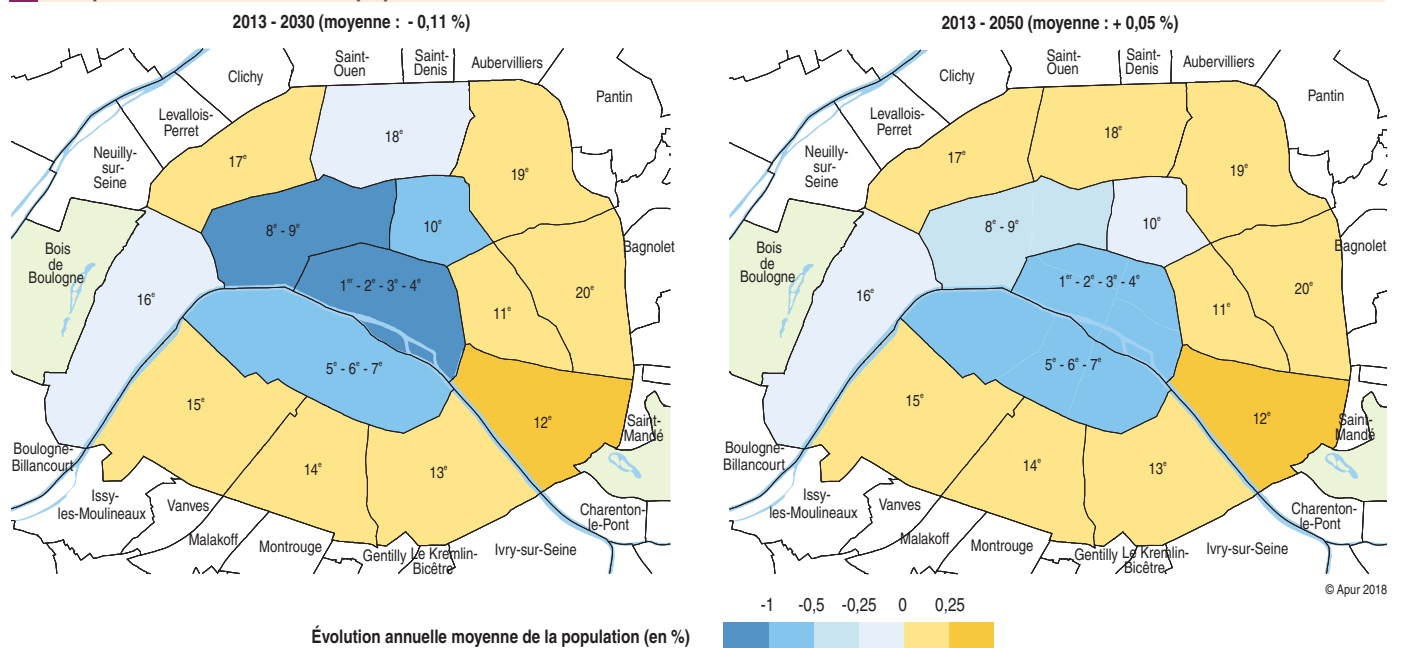 2013 - 2030 (moyenne : - 0,11 %)
Clichy
Saint-
Ouen
Saint-
Denis
Aubervilliers
Pantin
Levallois-
Perret
Neuilly-
sur-
Seine
Bois
de
Boulogne
Bagnolet
17e
18e
19e
8e - 9e
10e
1er - 2e - 3e - 4e
16e
11e
20e
5e - 6e - 7e
15e
12e
14e
13e
Saint-
Mandé
Boulogne-
Billancourt
Issy-
les-Moulineaux
Vanves
Malakoff
Montrouge
Gentilly
Le Kremlin-
Bicêtre
Ivry-sur-Seine
Charenton-
le-Pont
2013 - 2050 (moyenne : + 0,05 %)
Clichy
Saint-
Ouen
Saint-
Denis
Aubervilliers
Pantin
Levallois-
Perret
Neuilly-
sur-
Seine
Bois
de
Boulogne
Bagnolet
17e
18e
19e
8e - 9e
10e
1er - 2e - 3e - 4e
16e
11e
20e
5e - 6e - 7e
15e
12e
14e
13e
Saint-
Mandé
Boulogne-
Billancourt
Issy-
les-Moulineaux
Vanves
Malakoff
Montrouge
Gentilly
Le Kremlin-
Bicêtre
Ivry-sur-Seine
Charenton-
le-Pont
© Apur 2018
-1 -0,5 -0,25 0 0,25
Évolution annuelle moyenne de la population (en %)